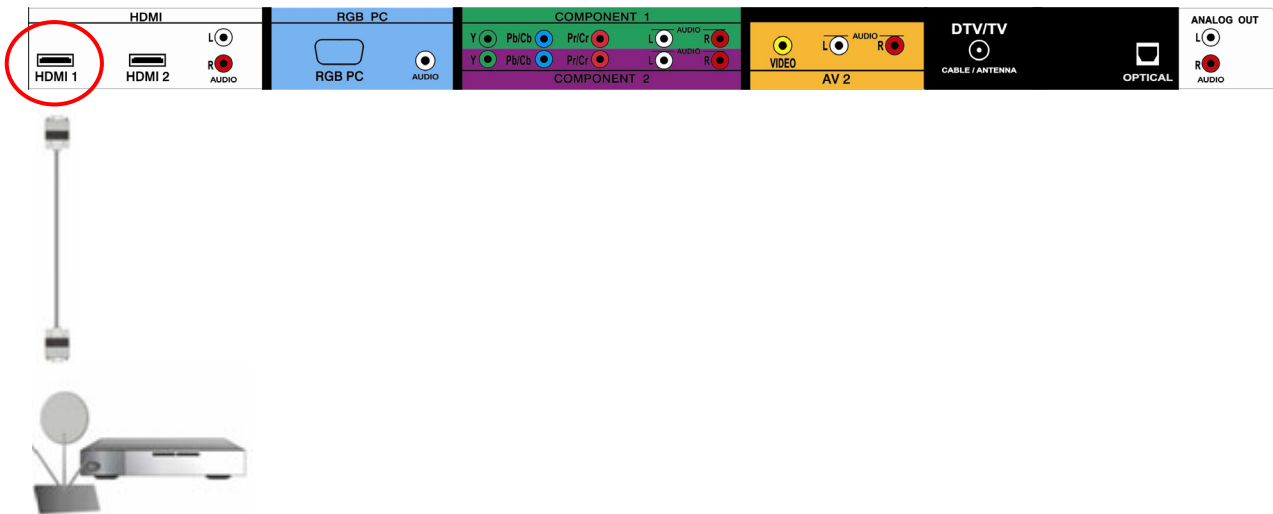 HDMI
HDMI 1
HDMI 2
L
R
AUDIO
RGB PC
RGB PC
AUDIO
COMPONENT 1
Y Pb/Cb Pr/Cr L AUDIO R
Y Pb/Cb Pr/Cr L AUDIO R
COMPONENT 2
VIDEO
L AUDIO R
AV 2
DTV/TV
CABLE / ANTENNA
OPTICAL
ANALOG OUT
L
R
AUDIO